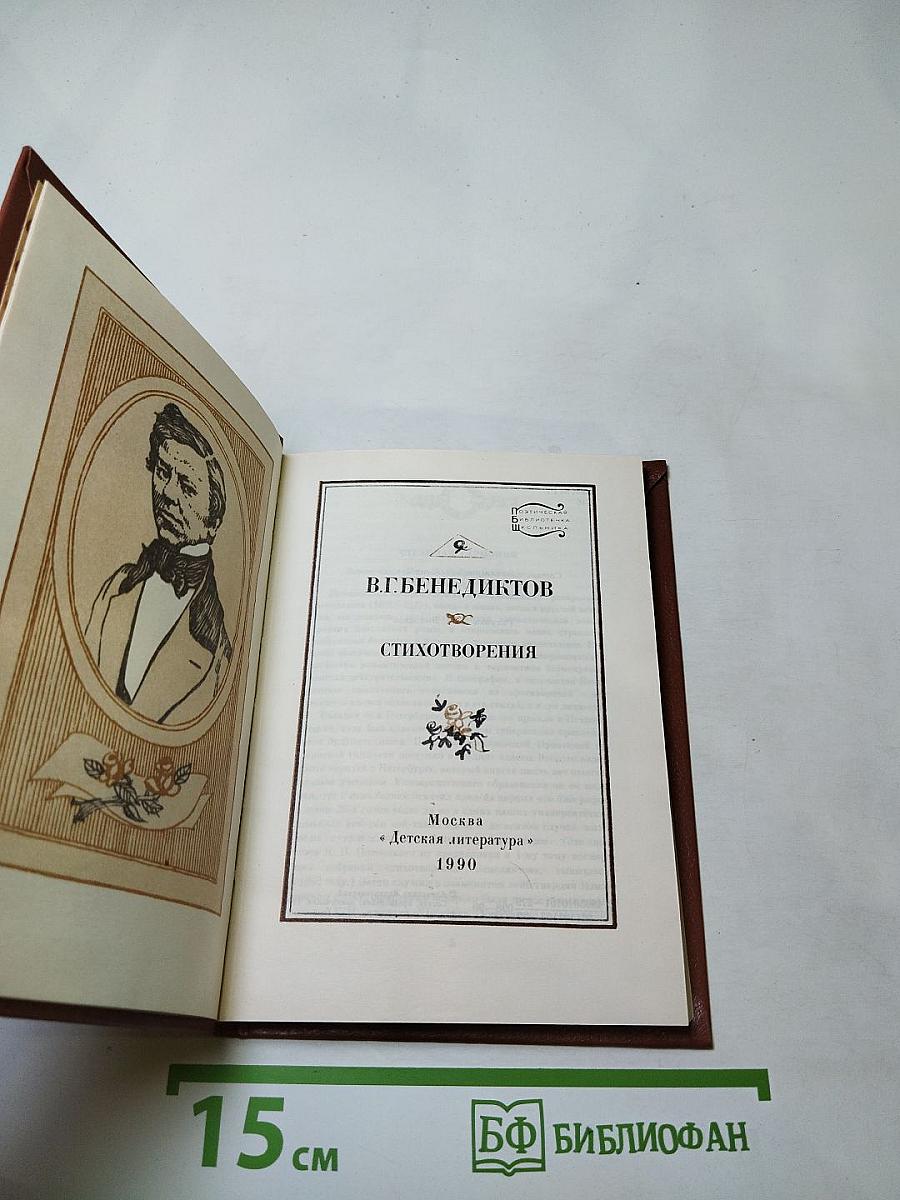 Поэтическая
Библиотечка
Школьника
В.Г.БЕНЕДИКТОВ
СТИХОТВОРЕНИЯ
Москва
«Детская литература»
1990
15 см
БФ БИБЛИОФАН